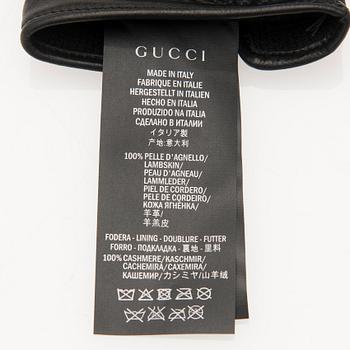 GUCCI
MADE IN ITALY
FABRIQUE EN ITALIE
HERGESTELLT IN ITALIEN
HECHO EN ITALIA
PRODUZIDO NA ITALIA
СДЕЛАНО В ИТАЛИИ
イタリア製
产地:意大利
100% PELLE D'AGNELLO/
LAMBSKIN/
PEAU D'AGNEAU/
LAMMLEDER/
PIEL DE CORDERO/
PELE DE CORDEIRO/
КОЖА ЯГНЁНКА/
羊革/
羊羔皮
FODERA - LINING - DOUBLURE - FUTTER
FORRO - ПОДКЛАДКА - 裏地 - 里料
100% CASHMERE/KASCHMIR/
CACHEMIRA/CAXEMIRA/
КАШЕМИР/カシミヤ/山羊绒